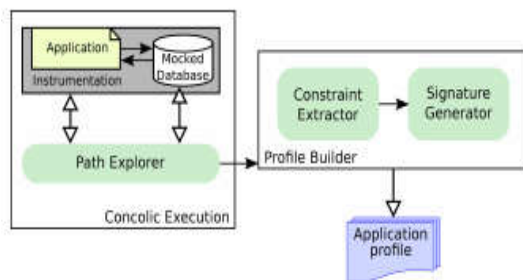 Application
Mocked
Database
Instrumentation
Path Explorer
Concolic Execution
Constraint
Extractor
Signature
Generator
Profile Builder
Application
profile